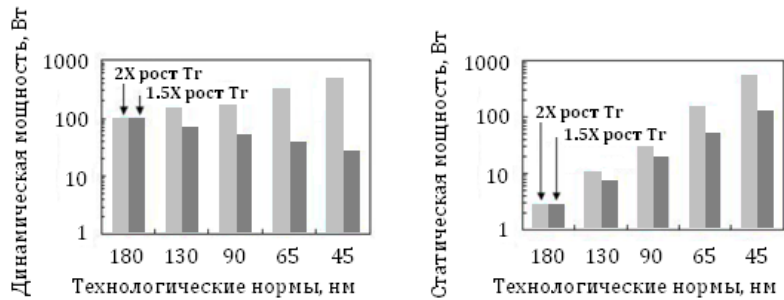 Динамическая мощность, Вт
1000
100
10
1
2X рост Tr
1.5X рост Tr
180 130 90 65 45
Технологические нормы, нм
Статическая мощность, Вт
1000
100
10
1
2X рост Tr
1.5X рост Tr
180 130 90 65 45
Технологические нормы, нм